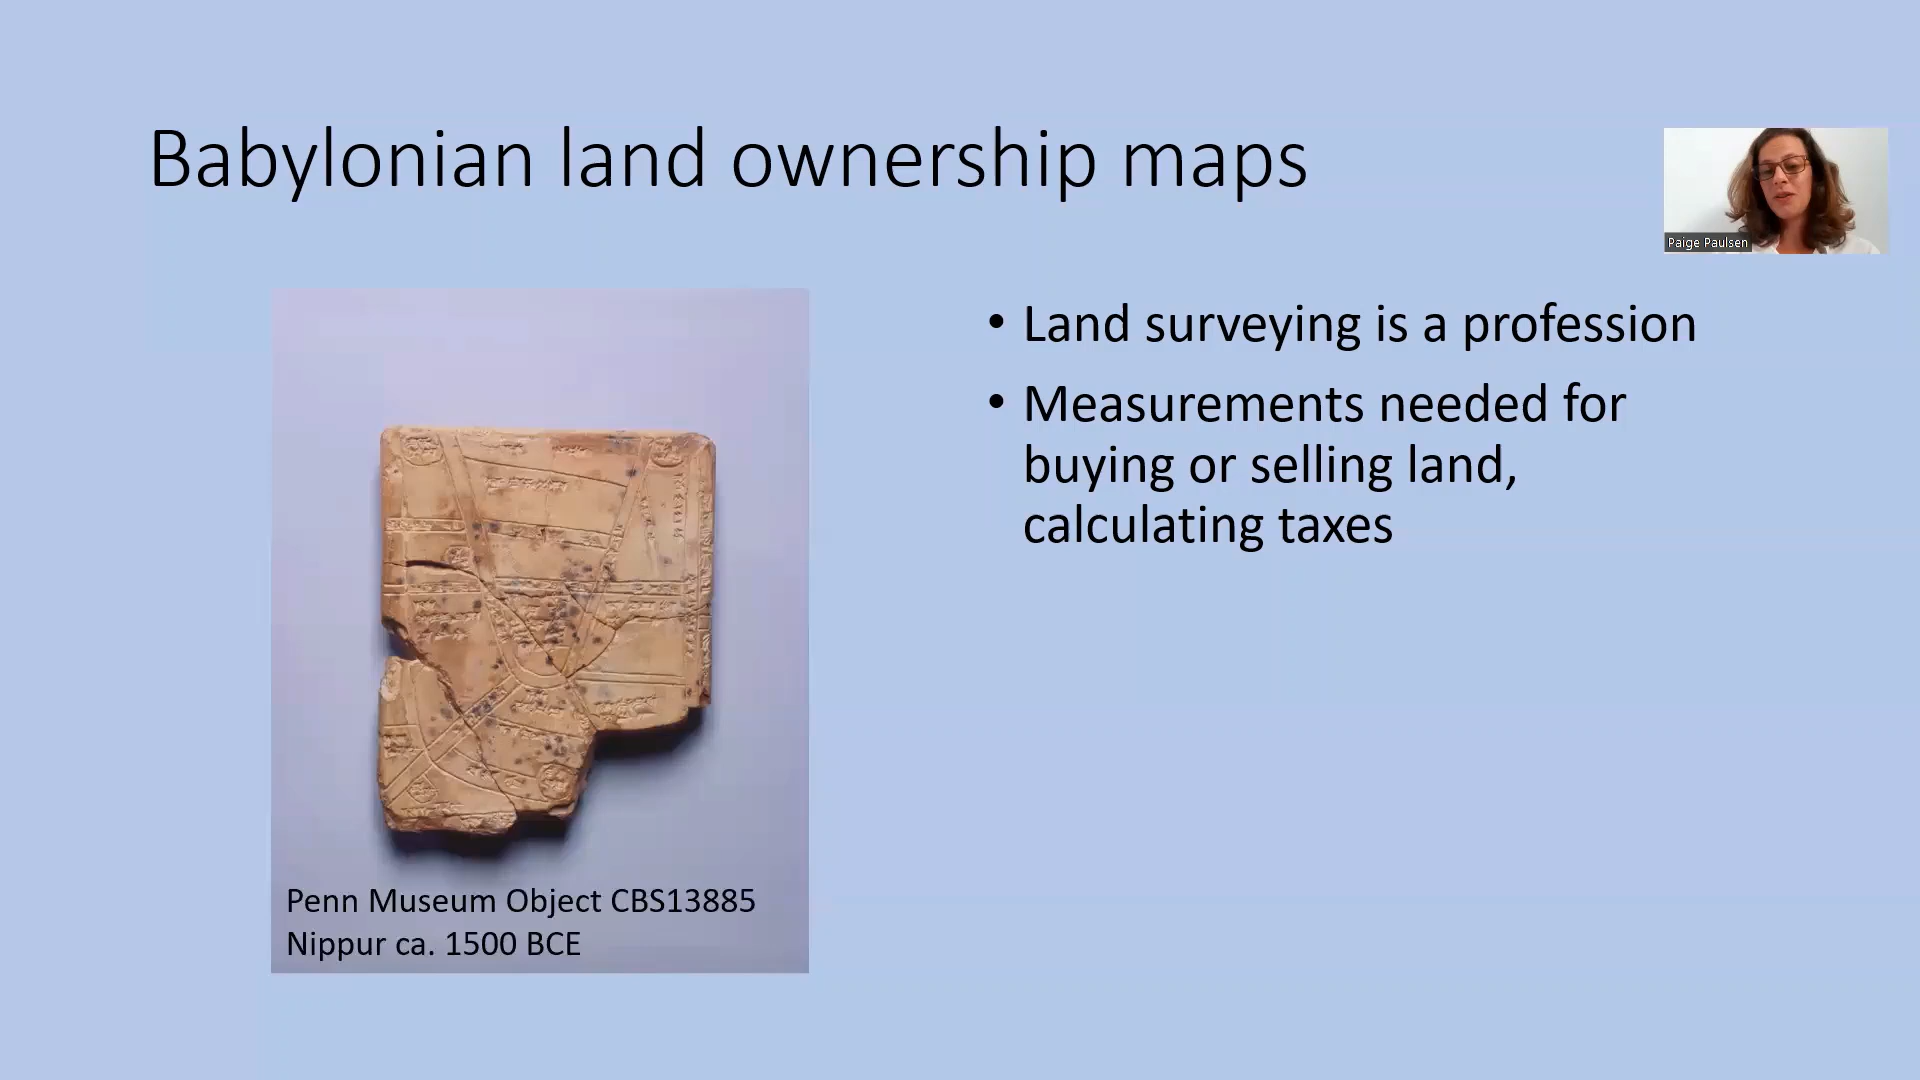 Babylonian land ownership maps
Paige Paulsen
• Land surveying is a profession
• Measurements needed for
buying or selling land,
calculating taxes
Penn Museum Object CBS13885
Nippur ca. 1500 BCE